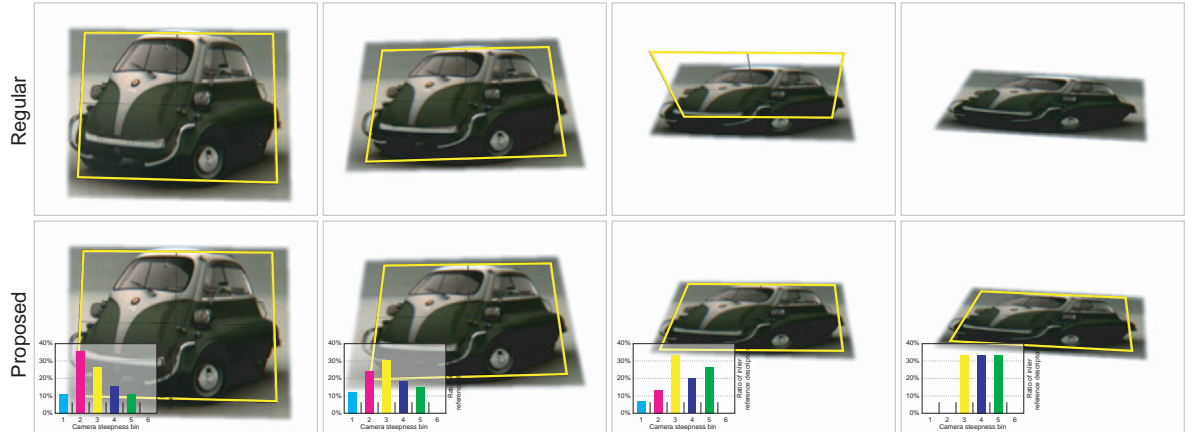 Regular
Proposed
40%
30%
20%
10%
0%
1 2 3 4 5 6
Camera steepness bin
40%
30%
20%
10%
0%
1 2 3 4 5 6
Camera steepness bin
Ratio
reference
40%
30%
20%
10%
0%
1 2 3 4 5 6
Camera steepness bin
Ratio of inlier
reference descriptors
40%
30%
20%
10%
0%
1 2 3 4 5 6
Camera steepness bin
Ratio of inlier
reference descriptors